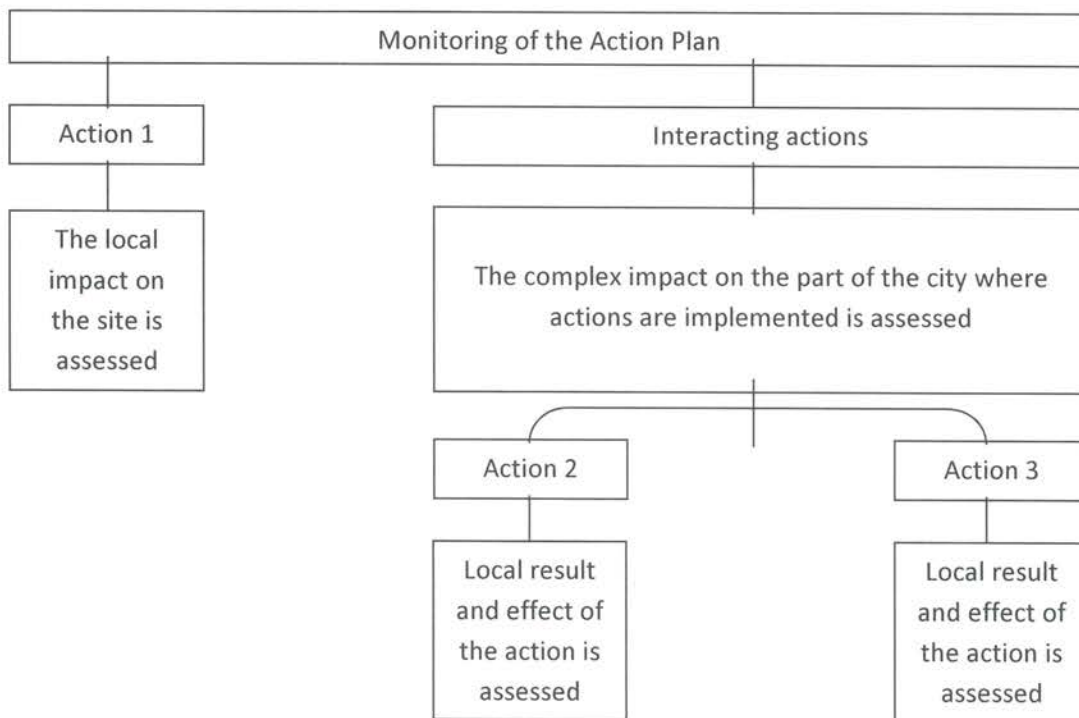 Monitoring of the Action Plan
Action 1
Interacting actions
The local
impact on
the site is
assessed
The complex impact on the part of the city where
actions are implemented is assessed
Action 2
Action 3
Local result
and effect of
the action is
assessed
Local result
and effect of
the action is
assessed